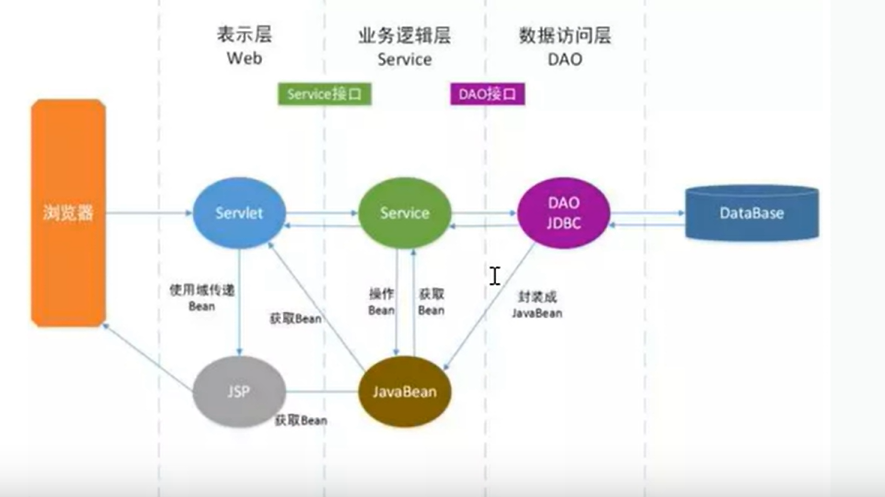 表示层
Web
业务逻辑层
Service
数据访问层
DAO
Service接口
DAO接口
浏览器
Servlet
Service
DAO
JDBC
DataBase
使用域传递
Bean
获取Bean
操作
Bean
获取
Bean
封装成
JavaBean
JSP
获取Bean
JavaBean